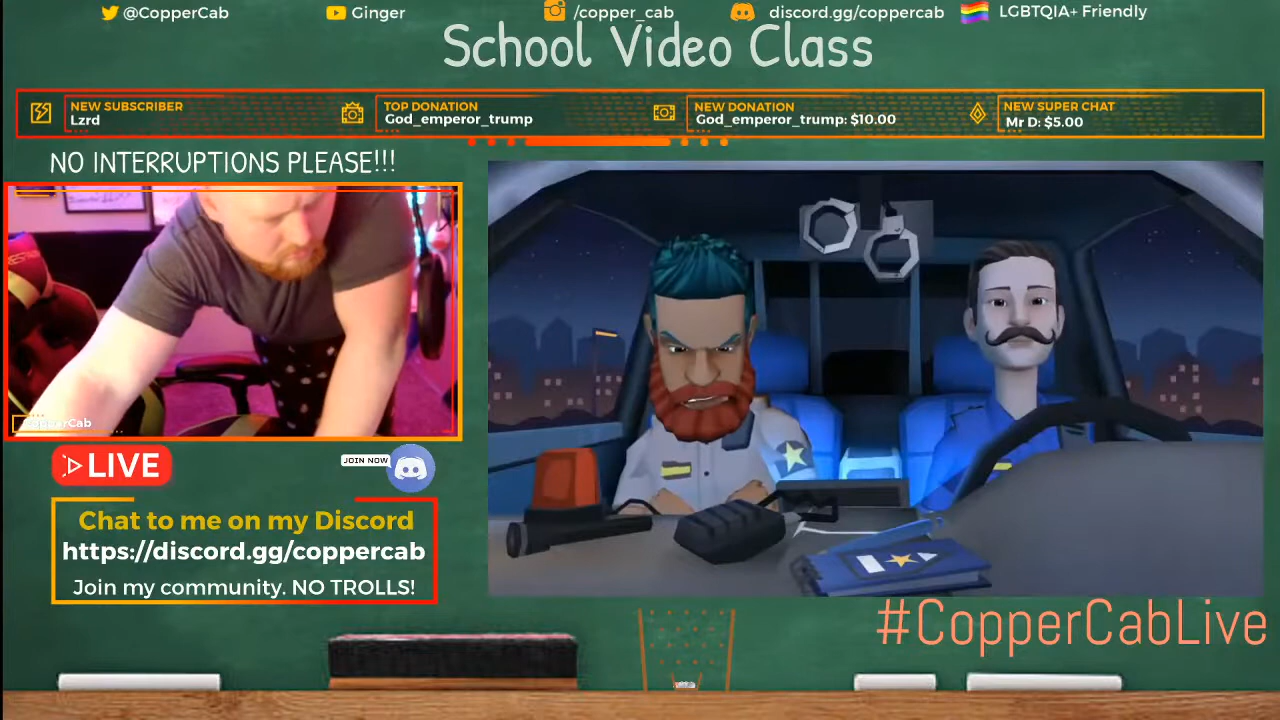 @CopperCab
Ginger
/copper_cab
discord.gg/coppercab
LGBTQIA+ Friendly
School Video Class
NEW SUBSCRIBER
Lzrd
TOP DONATION
God_emperor_trump
NEW DONATION
God_emperor_trump: $10.00
NEW SUPER CHAT
Mr D: $5.00
NO INTERRUPTIONS PLEASE!!!
CopperCab
LIVE
JOIN NOW
Chat to me on my Discord
https://discord.gg/coppercab
Join my community. NO TROLLS!
#CopperCabLive